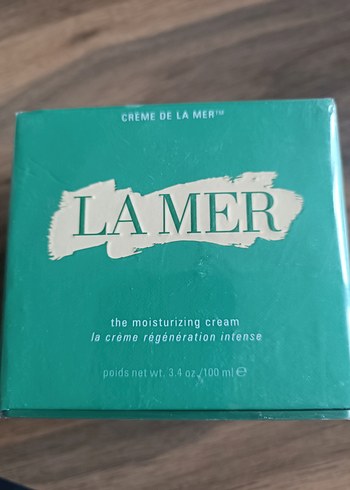 CRÈME DE LA MER™
LA MER
the moisturizing cream
la crème régénération intense
poids net wt. 3.4 oz./100 ml ℮